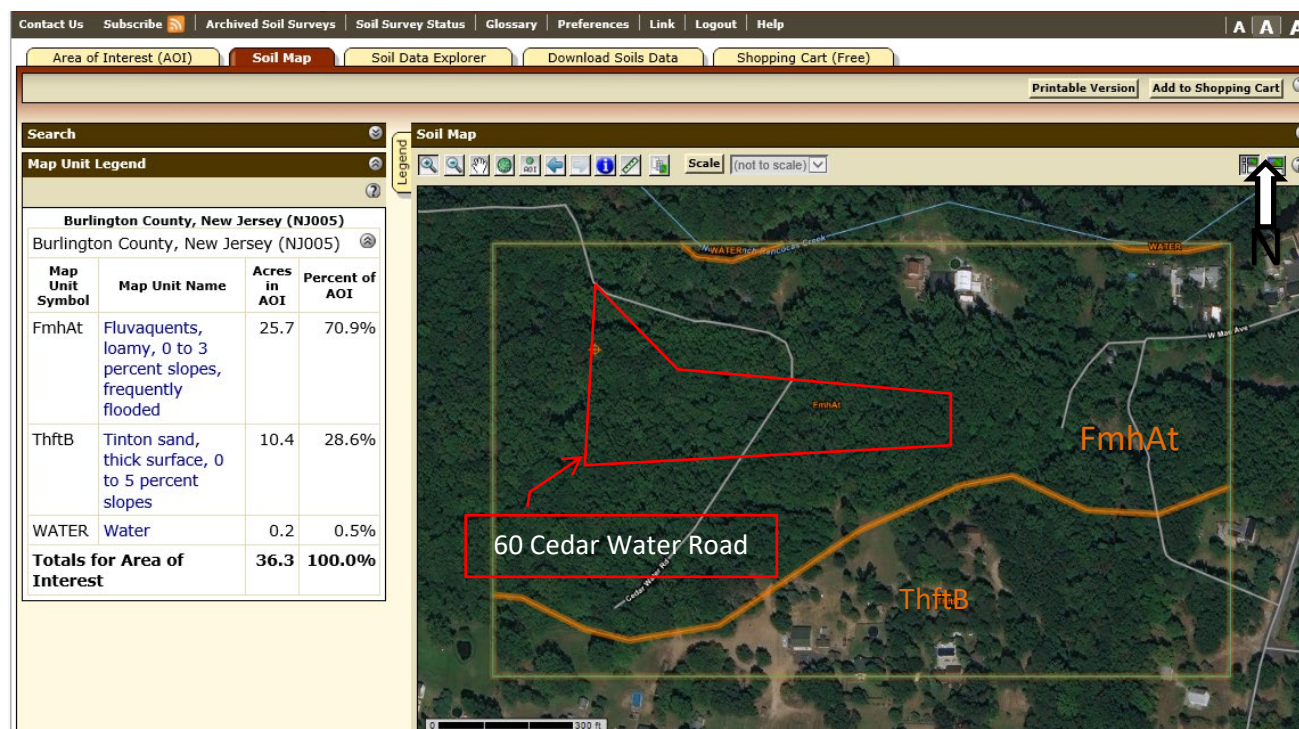 Contact Us Subscribe Archived Soil Surveys Soil Survey Status Glossary Preferences Link Logout Help
A A A
Area of Interest (AOI) Soil Map Soil Data Explorer Download Soils Data Shopping Cart (Free)
Printable Version Add to Shopping Cart
Search
Map Unit Legend
Burlington County, New Jersey (NJ005)
Burlington County, New Jersey (NJ005)
Map Unit Symbol Map Unit Name Acres in AOI Percent of AOI
FmhAt Fluvaquents, 25.7 70.9%
loamy, 0 to 3
percent slopes,
frequently
flooded
ThftB Tinton sand, 10.4 28.6%
thick surface, 0
to 5 percent
slopes
WATER Water 0.2 0.5%
Totals for Area of 36.3 100.0%
Interest
Legend
Soil Map
AOI
Scale (not to scale)
N
WATER Rancocas Creek
WATER
W Man Ave
FmhAt
FmhAt
60 Cedar Water Road
Cedar Water Rd
ThftB
0 300 ft